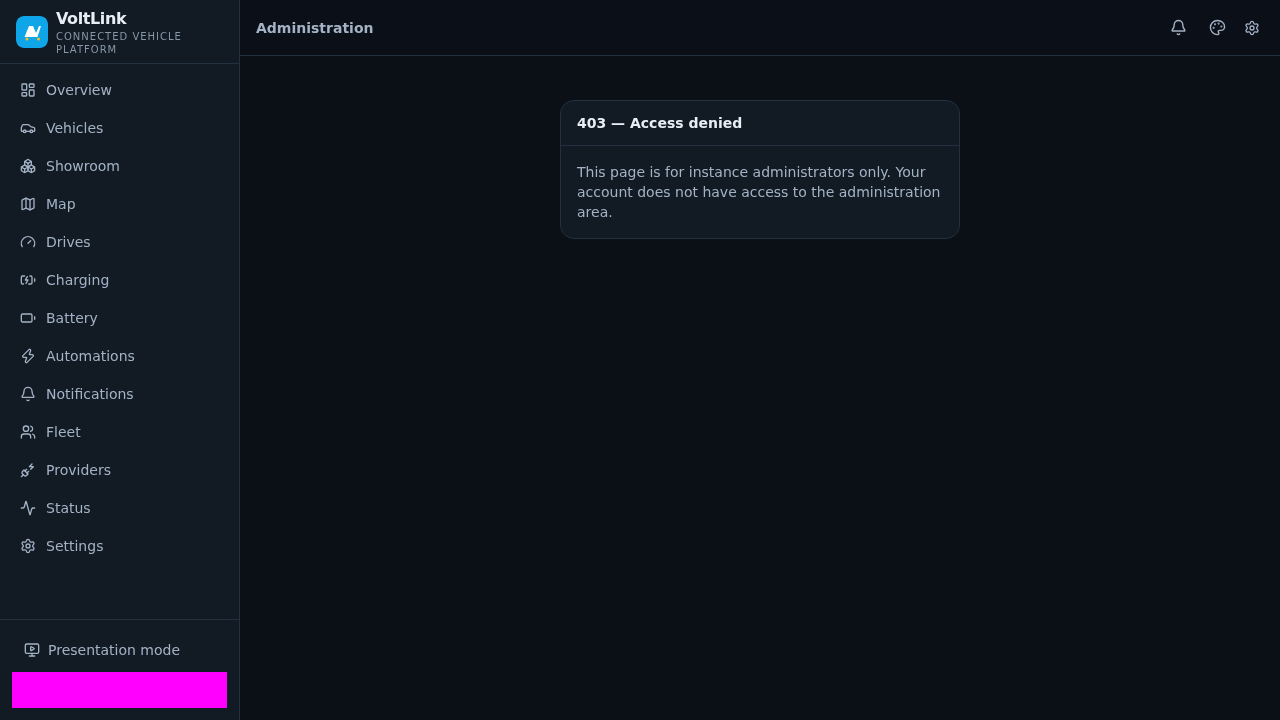 VoltLink
CONNECTED VEHICLE
PLATFORM
Overview
Vehicles
Showroom
Map
Drives
Charging
Battery
Automations
Notifications
Fleet
Providers
Status
Settings
Presentation mode
Administration
403 — Access denied
This page is for instance administrators only. Your
account does not have access to the administration
area.